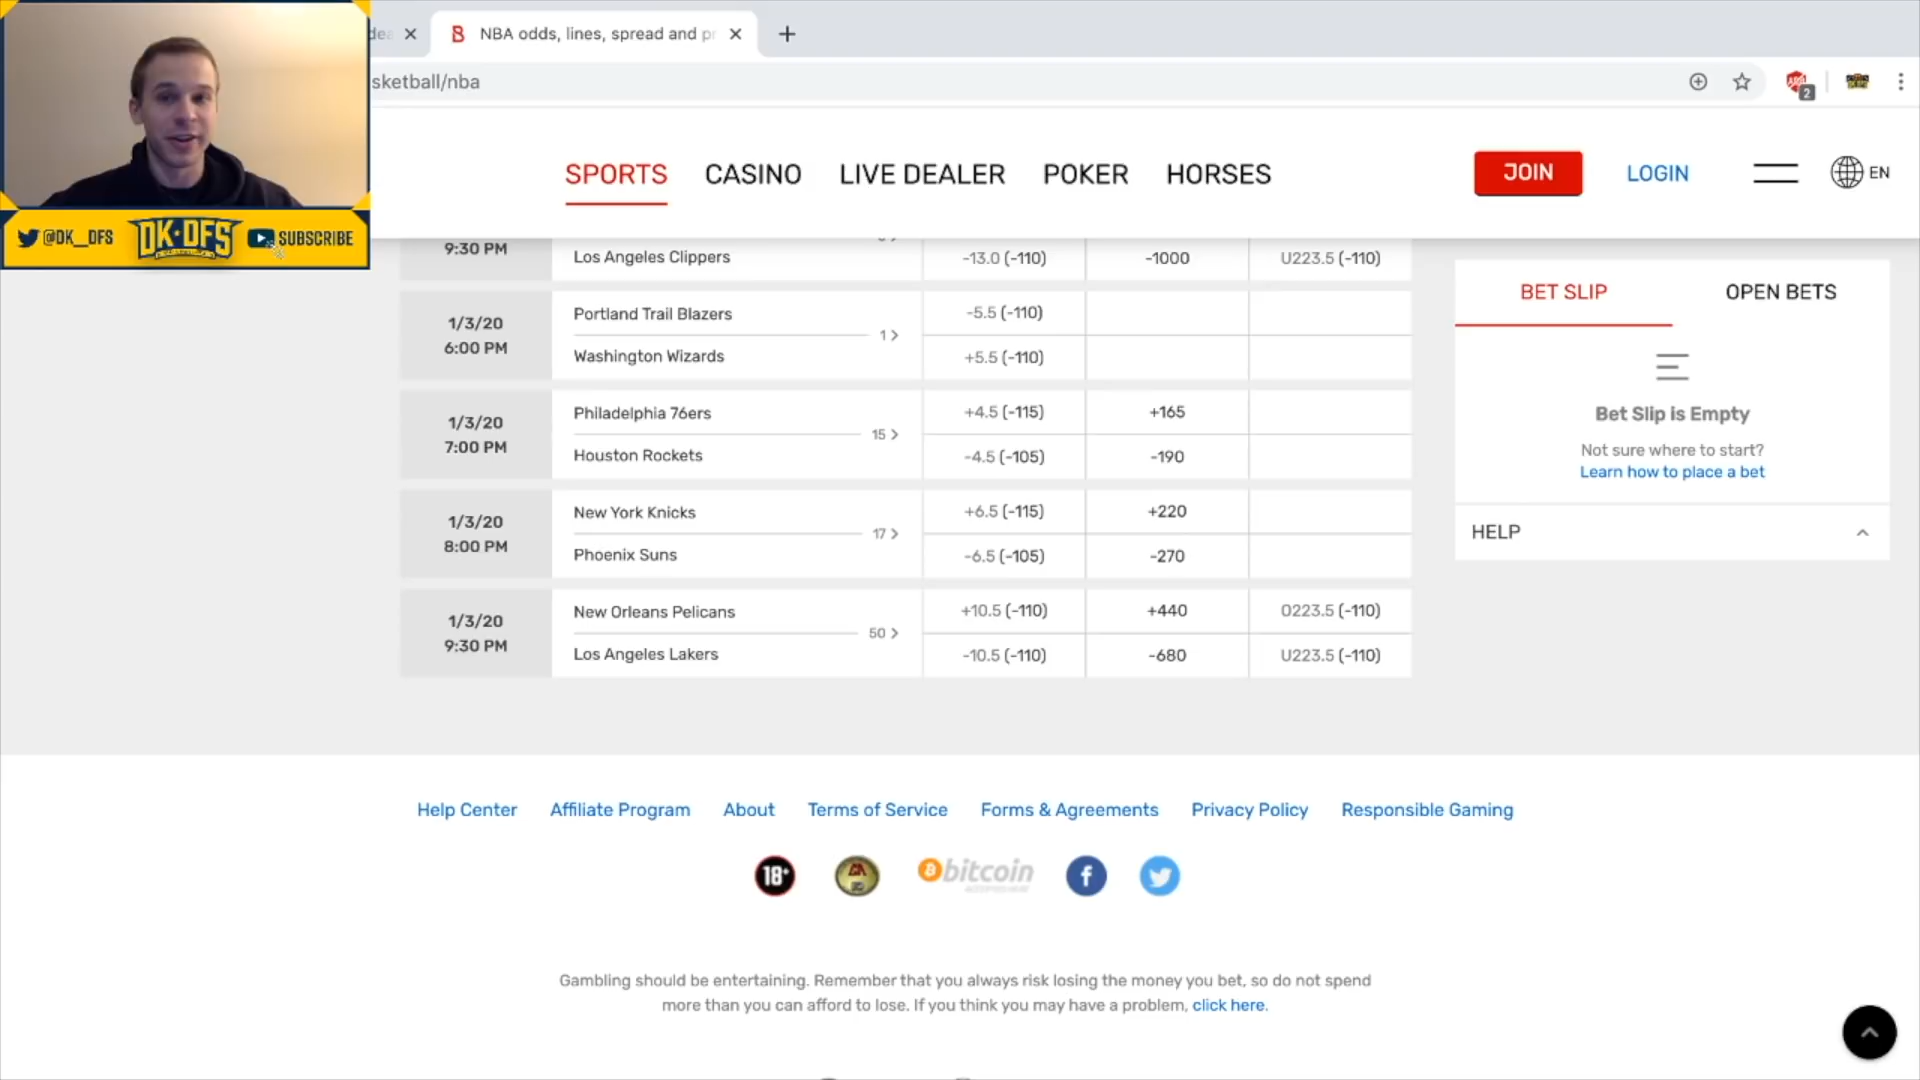 NBA odds, lines, spread and pr
sketball/nba
2
SPORTS CASINO LIVE DEALER POKER HORSES JOIN LOGIN EN
@DK__DFS DK·DFS SUBSCRIBE
9:30 PM Los Angeles Clippers -13.0 (-110) -1000 U223.5 (-110)
BET SLIP OPEN BETS
1/3/20
6:00 PM
Portland Trail Blazers -5.5 (-110)
1 >
Washington Wizards +5.5 (-110)
1/3/20
7:00 PM
Philadelphia 76ers +4.5 (-115) +165
15 >
Houston Rockets -4.5 (-105) -190
Bet Slip is Empty
Not sure where to start?
Learn how to place a bet
HELP
1/3/20
8:00 PM
New York Knicks +6.5 (-115) +220
17 >
Phoenix Suns -6.5 (-105) -270
1/3/20
9:30 PM
New Orleans Pelicans +10.5 (-110) +440 O223.5 (-110)
50 >
Los Angeles Lakers -10.5 (-110) -680 U223.5 (-110)
Help Center Affiliate Program About Terms of Service Forms & Agreements Privacy Policy Responsible Gaming
18+ GA bitcoin
Gambling should be entertaining. Remember that you always risk losing the money you bet, so do not spend
more than you can afford to lose. If you think you may have a problem, click here.